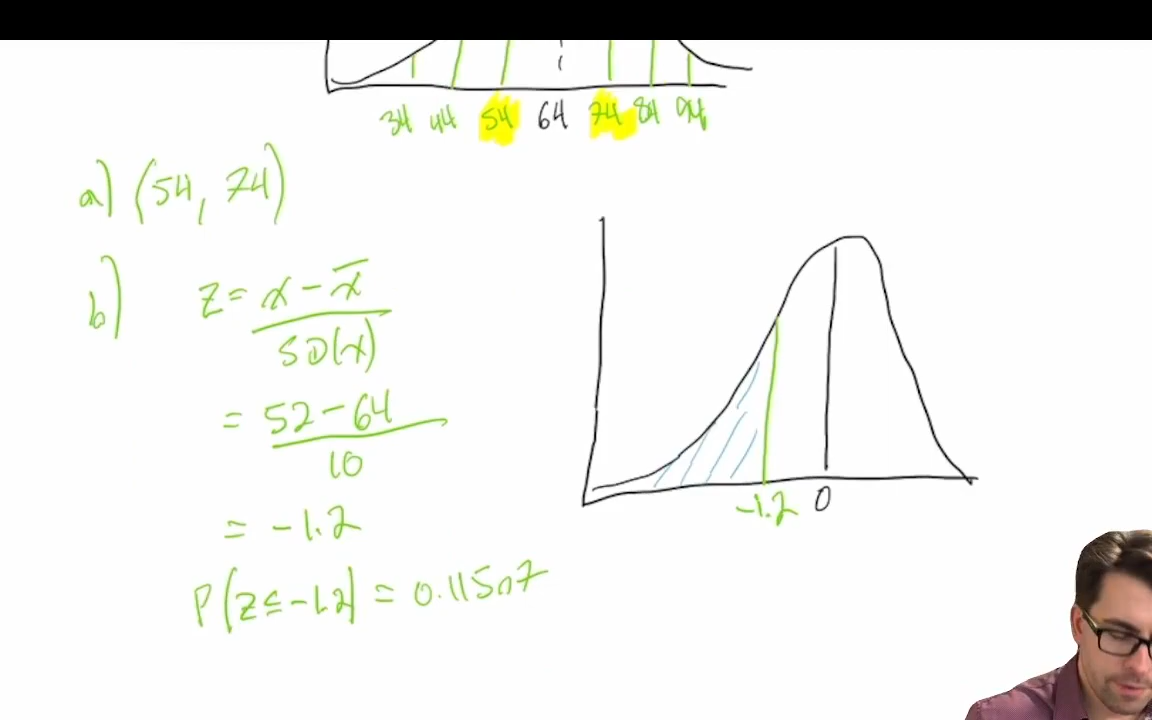 34 44 54 64 74 84 94
a) (54, 74)
b) z = x - x̄
SD(x)
= 52 - 64
10
= -1.2
P(z ≤ -1.2) = 0.11507
-1.2 0